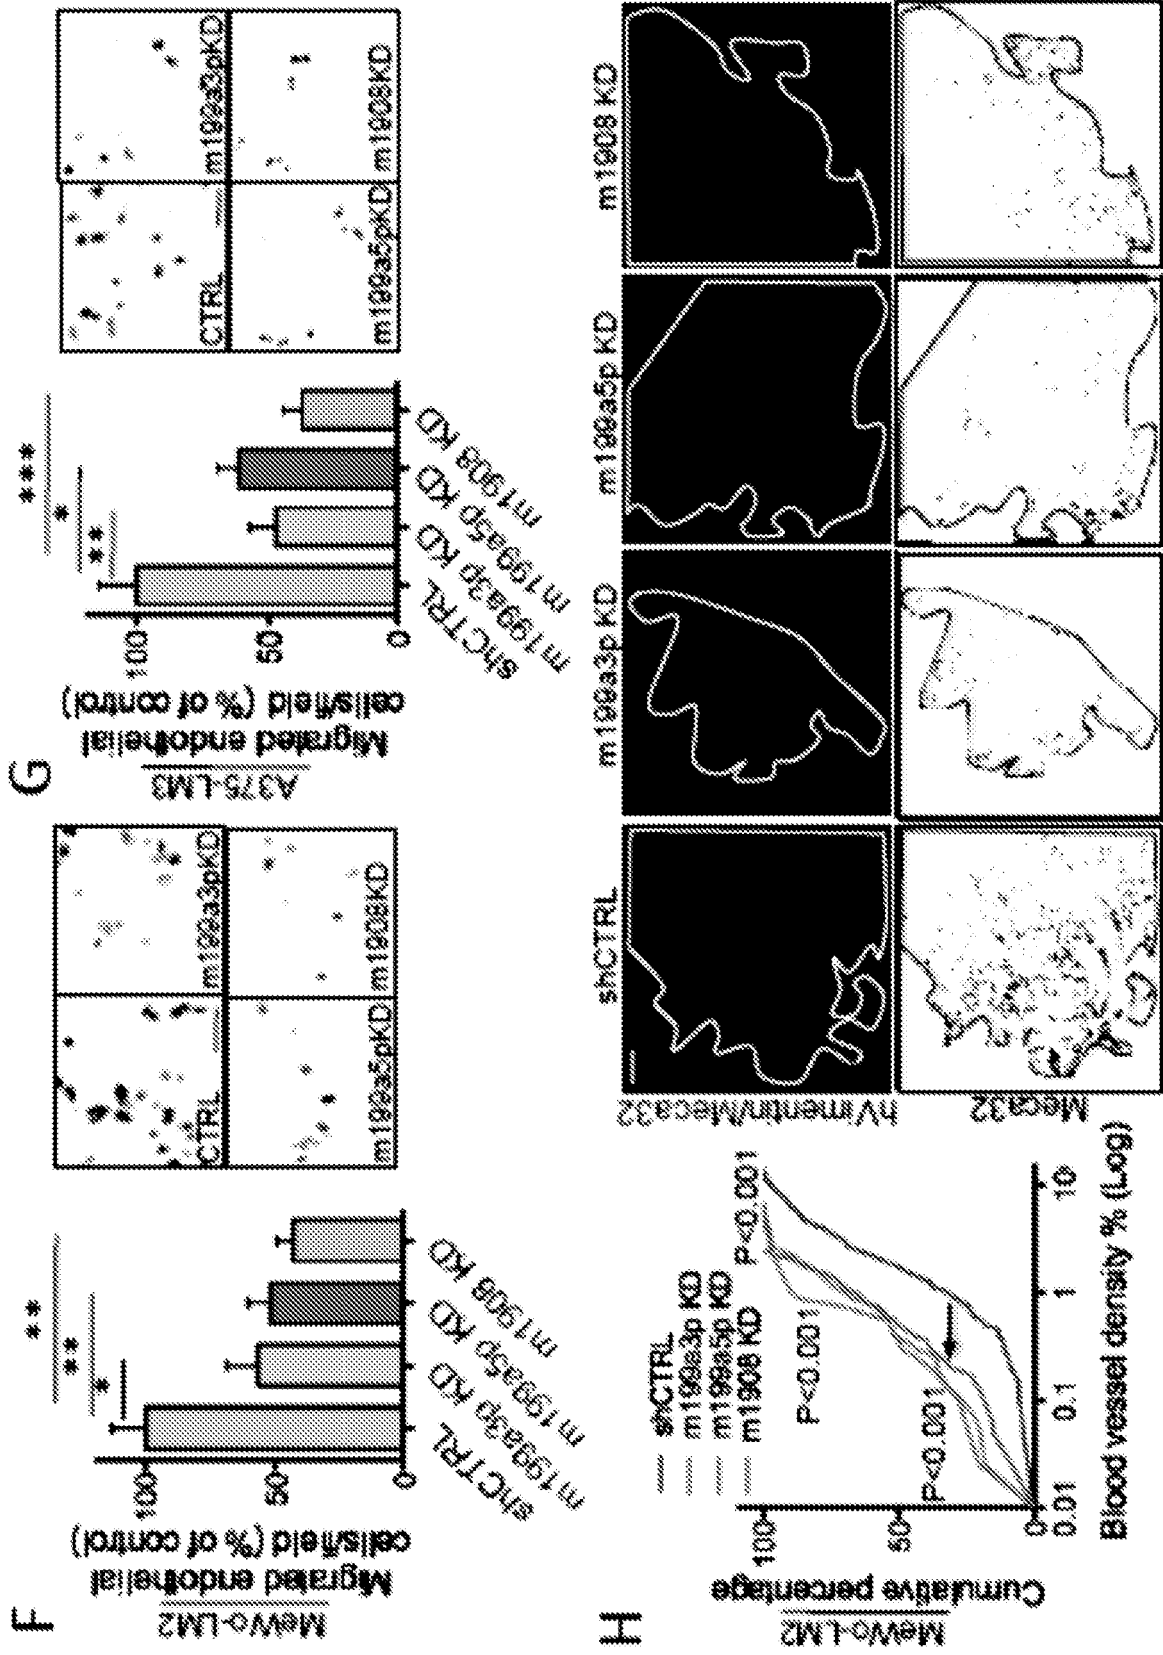 F
MeWo-LM2
Migrated endothelial
cells/field (% of control)
100
50
0
**
**
*
shCTRL
m199a3p KD
m199a5p KD
m1908 KD
CTRL
m199a3pKD
m199a5pKD
m1908KD
G
A375-LM3
Migrated endothelial
cells/field (% of control)
100
50
0
***
*
**
shCTRL
m199a3p KD
m199a5p KD
m1908 KD
CTRL
m199a3pKD
m199a5pKD
m1908KD
H
MeWo-LM2
Cumulative percentage
100
50
0
shCTRL
m199a3p KD
m199a5p KD
m1908 KD
P<0.001
P<0.001
P<0.001
0.01
0.1
1
10
Blood vessel density % (Log)
hVimentin/Meca32
Meca32
shCTRL
m199a3p KD
m199a5p KD
m1908 KD